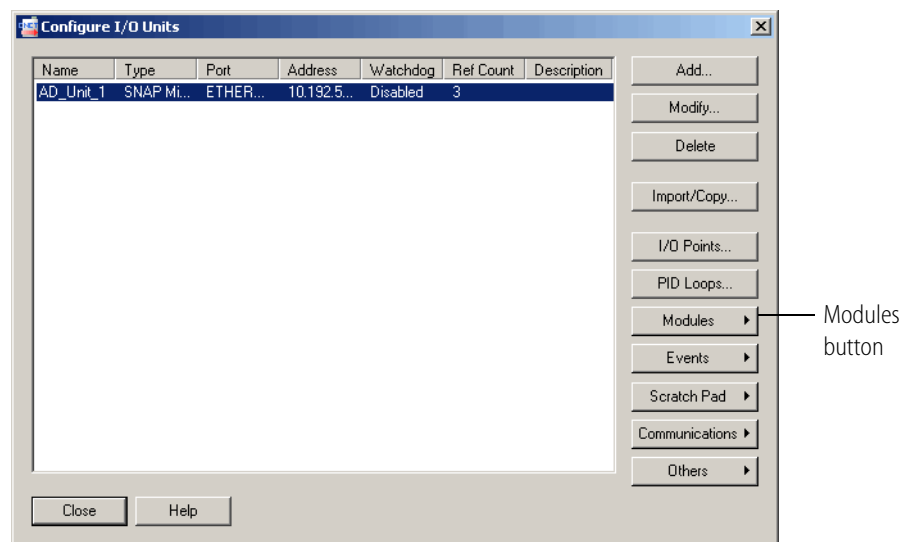 Configure I/O Units
Name Type Port Address Watchdog Ref Count Description
AD_Unit_1 SNAP Mi... ETHER... 10.192.5... Disabled 3
Add...
Modify...
Delete
Import/Copy...
I/O Points...
PID Loops...
Modules
Events
Scratch Pad
Communications
Others
Close Help
Modules
button